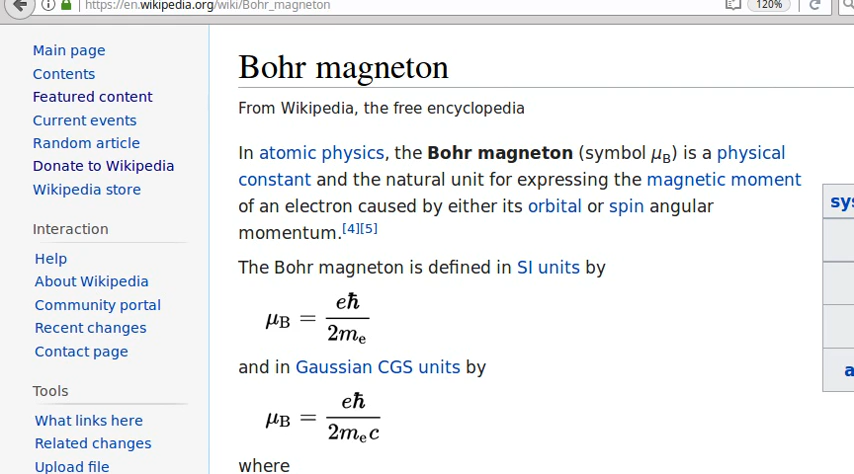 https://en.wikipedia.org/wiki/Bohr_magneton
120%
Main page
Contents
Featured content
Current events
Random article
Donate to Wikipedia
Wikipedia store
Interaction
Help
About Wikipedia
Community portal
Recent changes
Contact page
Tools
What links here
Related changes
Upload file
Bohr magneton
From Wikipedia, the free encyclopedia
In atomic physics, the Bohr magneton (symbol μB) is a physical
constant and the natural unit for expressing the magnetic moment
of an electron caused by either its orbital or spin angular
momentum.[4][5]
The Bohr magneton is defined in SI units by
μB = eħ / 2me
and in Gaussian CGS units by
μB = eħ / 2mec
where